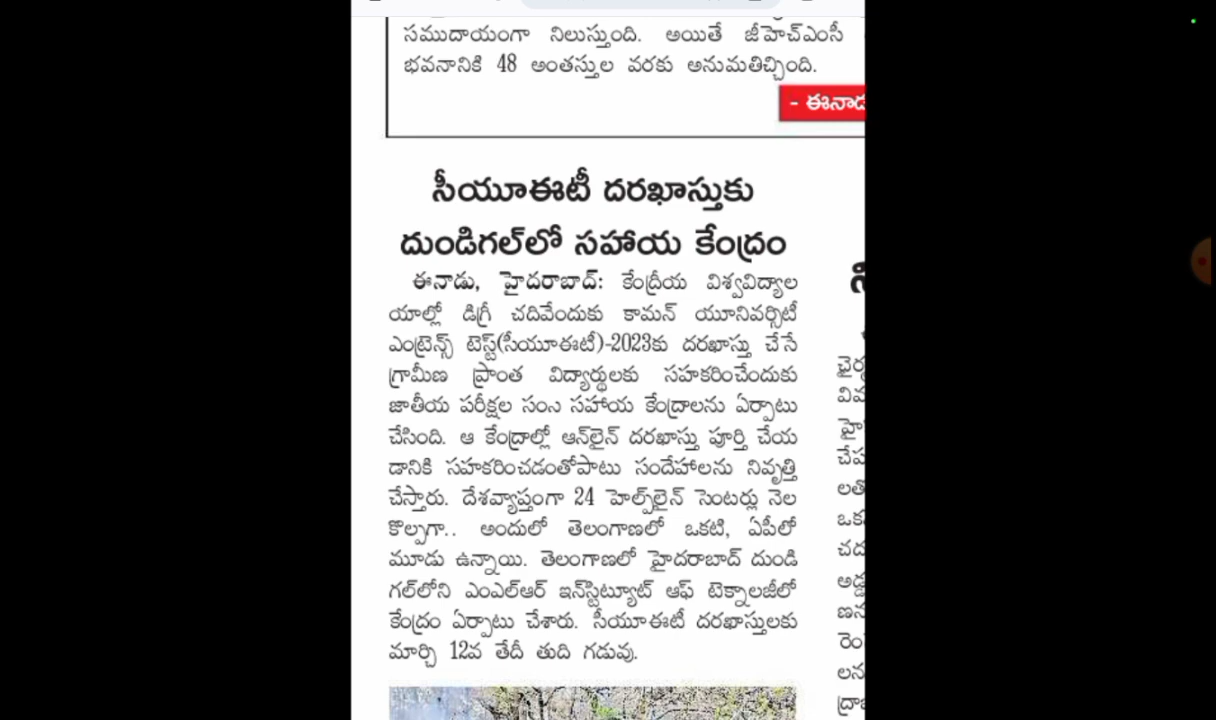 సముదాయంగా నిలుస్తుంది. అయితే జీహెచ్ఎంసీ
భవనానికి 48 అంతస్తుల వరకు అనుమతిచ్చింది.
- ఈనాడు
సీయూఈటీ దరఖాస్తుకు
దుండిగల్‌లో సహాయ కేంద్రం
ఈనాడు, హైదరాబాద్: కేంద్రీయ విశ్వవిద్యాల
యాల్లో డిగ్రీ చదివేందుకు కామన్ యూనివర్సిటీ
ఎంట్రెన్స్ టెస్ట్(సీయూఈటీ)-2023కు దరఖాస్తు చేసే
గ్రామీణ ప్రాంత విద్యార్థులకు సహకరించేందుకు
జాతీయ పరీక్షల సంస సహాయ కేంద్రాలను ఏర్పాటు
చేసింది. ఆ కేంద్రాల్లో ఆన్‌లైన్ దరఖాస్తు పూర్తి చేయ
డానికి సహకరించడంతోపాటు సందేహాలను నివృత్తి
చేస్తారు. దేశవ్యాప్తంగా 24 హెల్ప్‌లైన్ సెంటర్లు నెల
కొల్పగా.. అందులో తెలంగాణలో ఒకటి, ఏపీలో
మూడు ఉన్నాయి. తెలంగాణలో హైదరాబాద్ దుండి
గల్‌లోని ఎంఎల్ఆర్ ఇన్‌స్టిట్యూట్ ఆఫ్ టెక్నాలజీలో
కేంద్రం ఏర్పాటు చేశారు. సీయూఈటీ దరఖాస్తులకు
మార్చి 12వ తేదీ తుది గడువు.